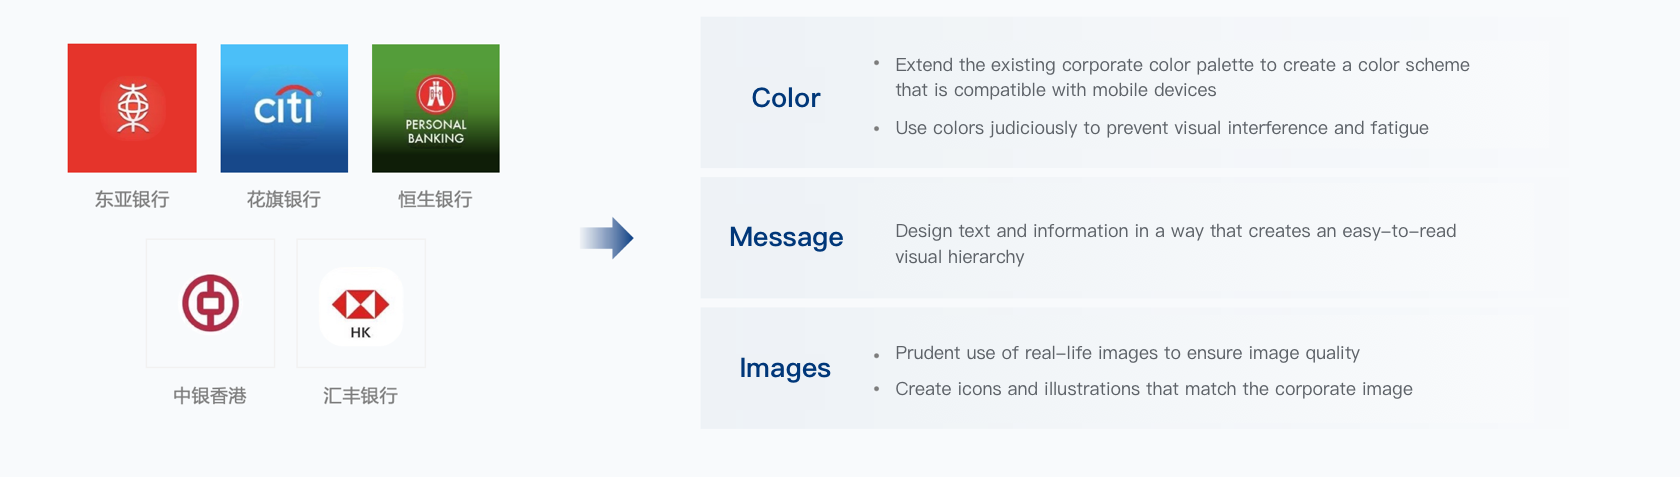 citi
PERSONAL
BANKING
东亚银行
花旗银行
恒生银行
HK
中银香港
汇丰银行
Color
• Extend the existing corporate color palette to create a color scheme
that is compatible with mobile devices
• Use colors judiciously to prevent visual interference and fatigue
Message
Design text and information in a way that creates an easy-to-read
visual hierarchy
Images
• Prudent use of real-life images to ensure image quality
• Create icons and illustrations that match the corporate image